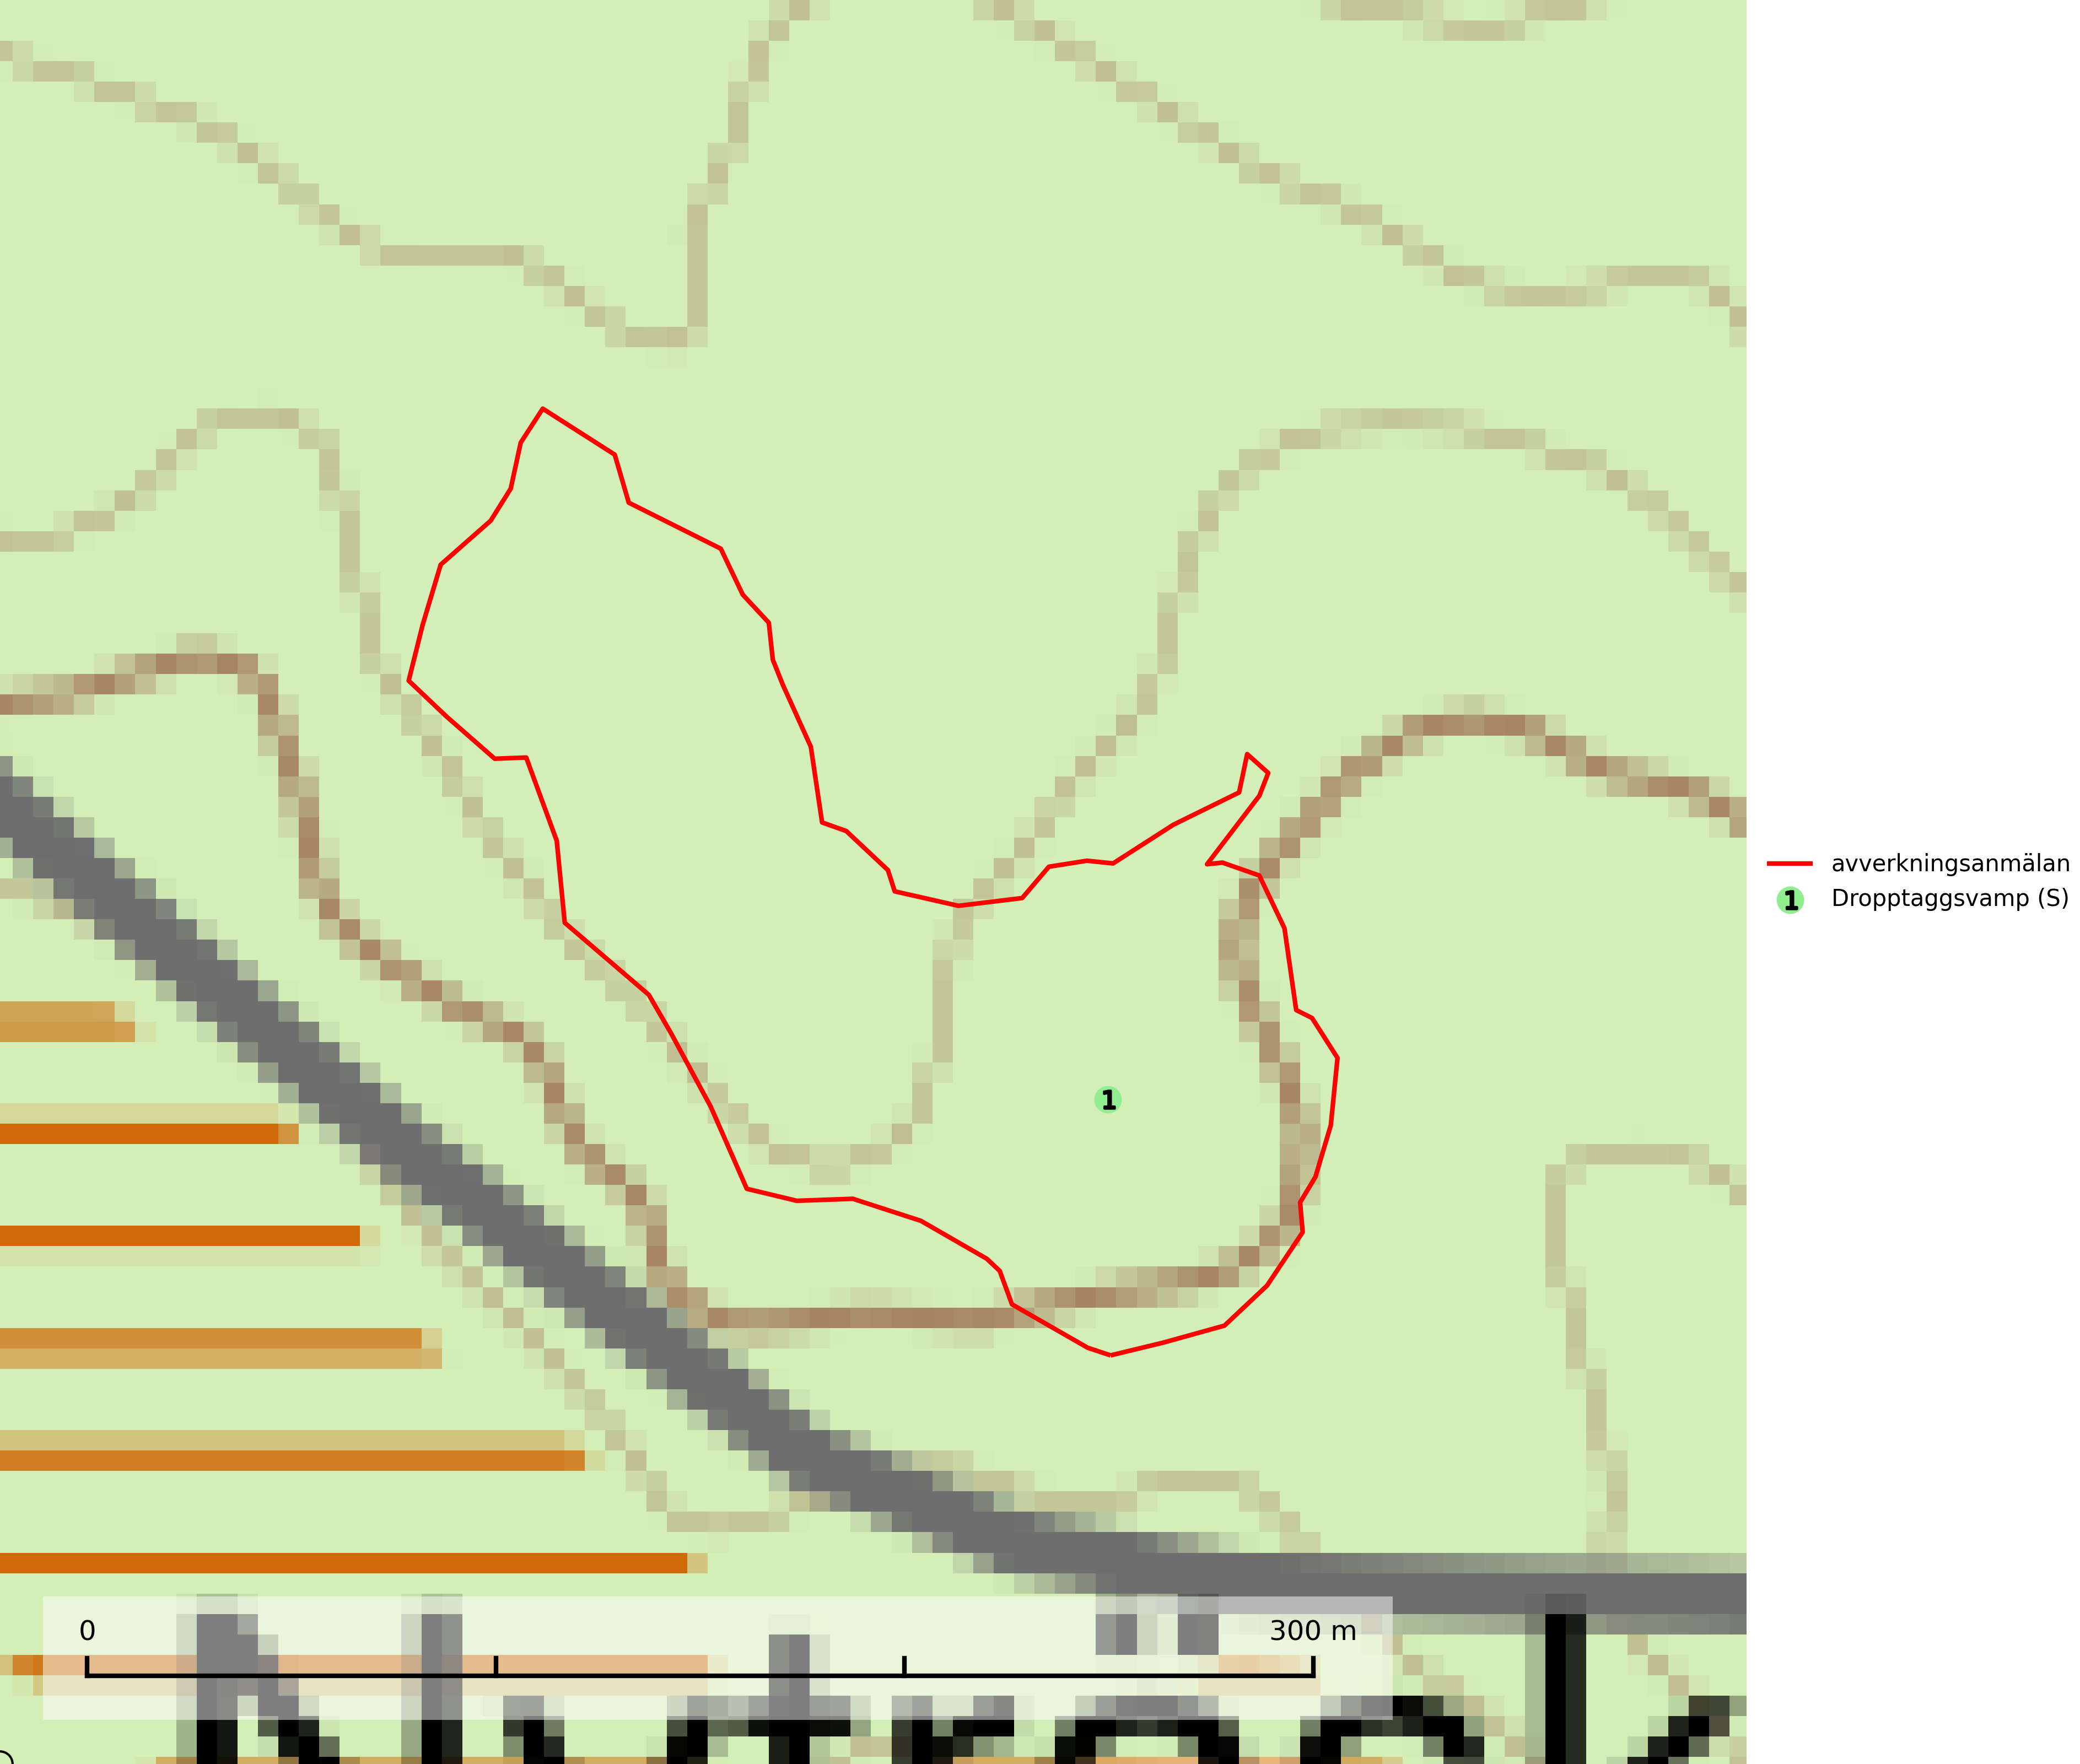 avverkningsanmälan
1 Dropptaggsvamp (S)
1
0 300 m